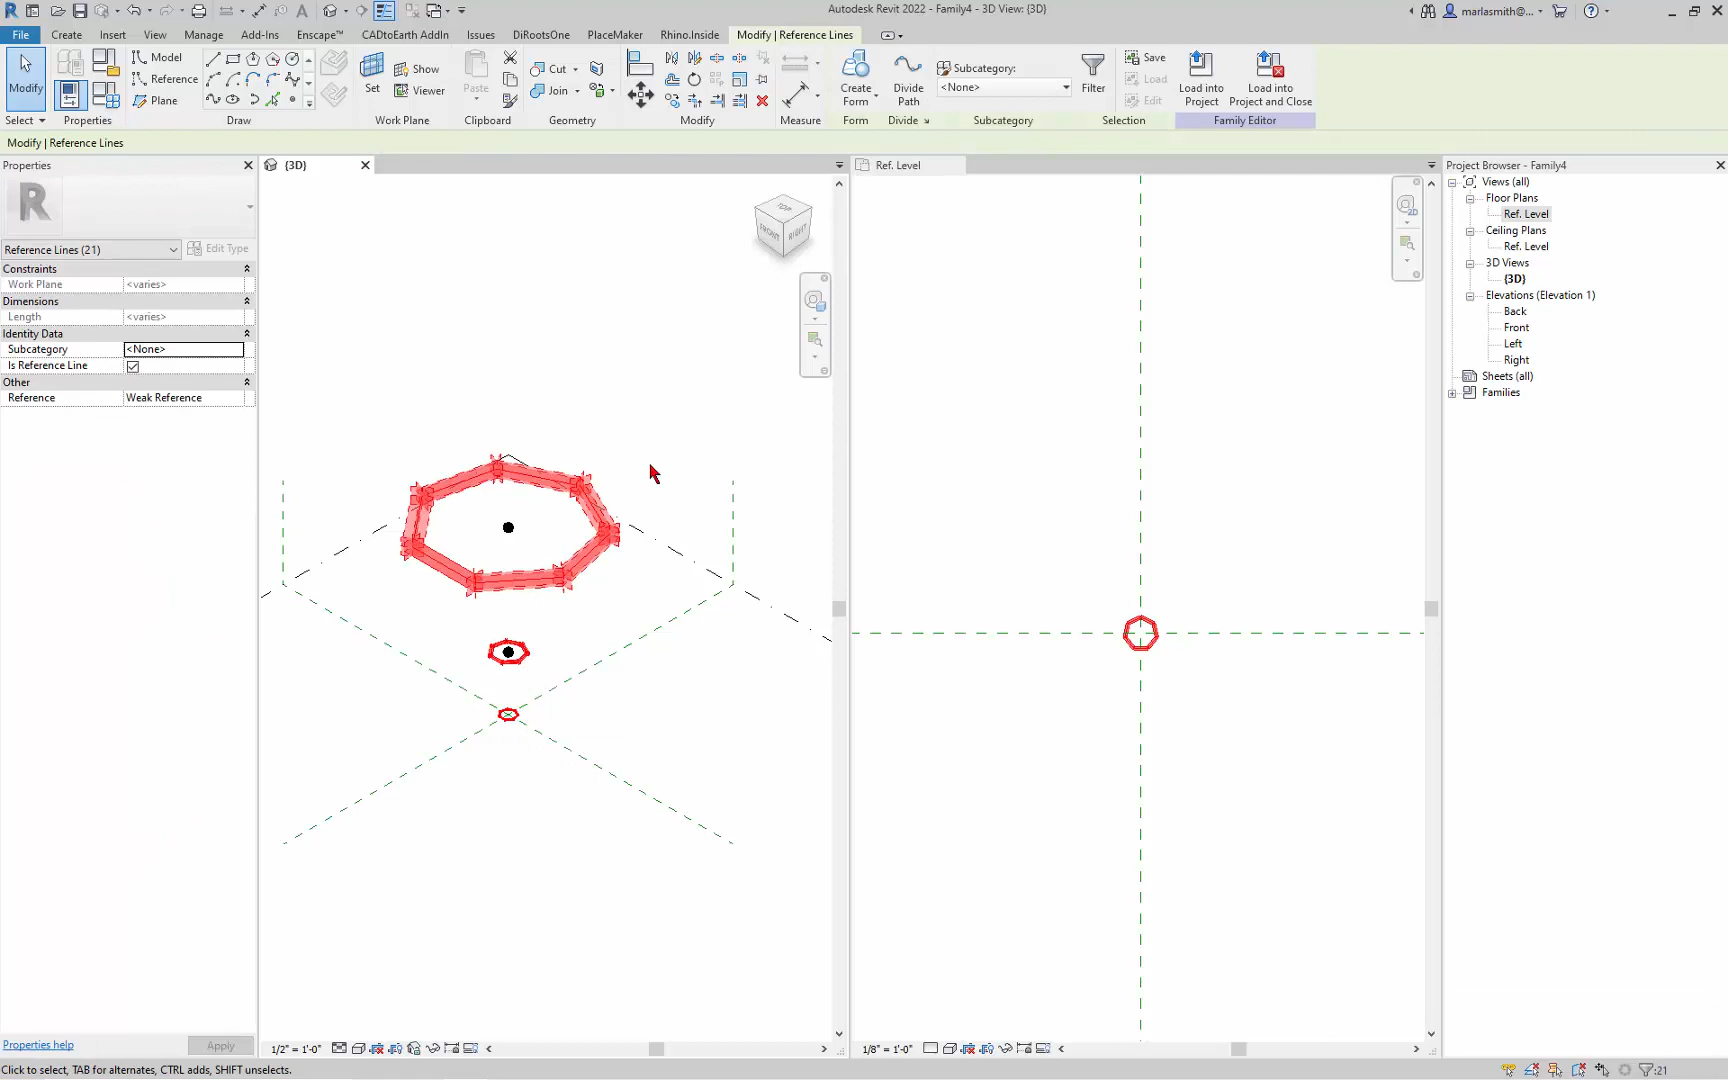 Autodesk Revit 2022 - Family4 - 3D View: {3D}
marlasmith@...
File Create Insert View Manage Add-Ins Enscape™ CADtoEarth AddIn Issues DiRootsOne PlaceMaker Rhino.Inside Modify | Reference Lines
Modify
Select
Properties
Model
Reference
Plane
Draw
Set
Show
Viewer
Work Plane
Paste
Clipboard
Cut
Join
Geometry
Modify
Measure
Create
Form
Form
Divide
Path
Divide
Subcategory:
<None>
Subcategory
Filter
Save
Load
Edit
Selection
Load into
Project
Load into
Project and Close
Family Editor
Modify | Reference Lines
Properties
Reference Lines (21)
Edit Type
Constraints
Work Plane <varies>
Dimensions
Length <varies>
Identity Data
Subcategory <None>
Is Reference Line
Other
Reference Weak Reference
Properties help
Apply
{3D}
TOP
FRONT
RIGHT
1/2" = 1'-0"
Ref. Level
2D
1/8" = 1'-0"
Project Browser - Family4
Views (all)
Floor Plans
Ref. Level
Ceiling Plans
Ref. Level
3D Views
{3D}
Elevations (Elevation 1)
Back
Front
Left
Right
Sheets (all)
Families
Click to select, TAB for alternates, CTRL adds, SHIFT unselects.
:21